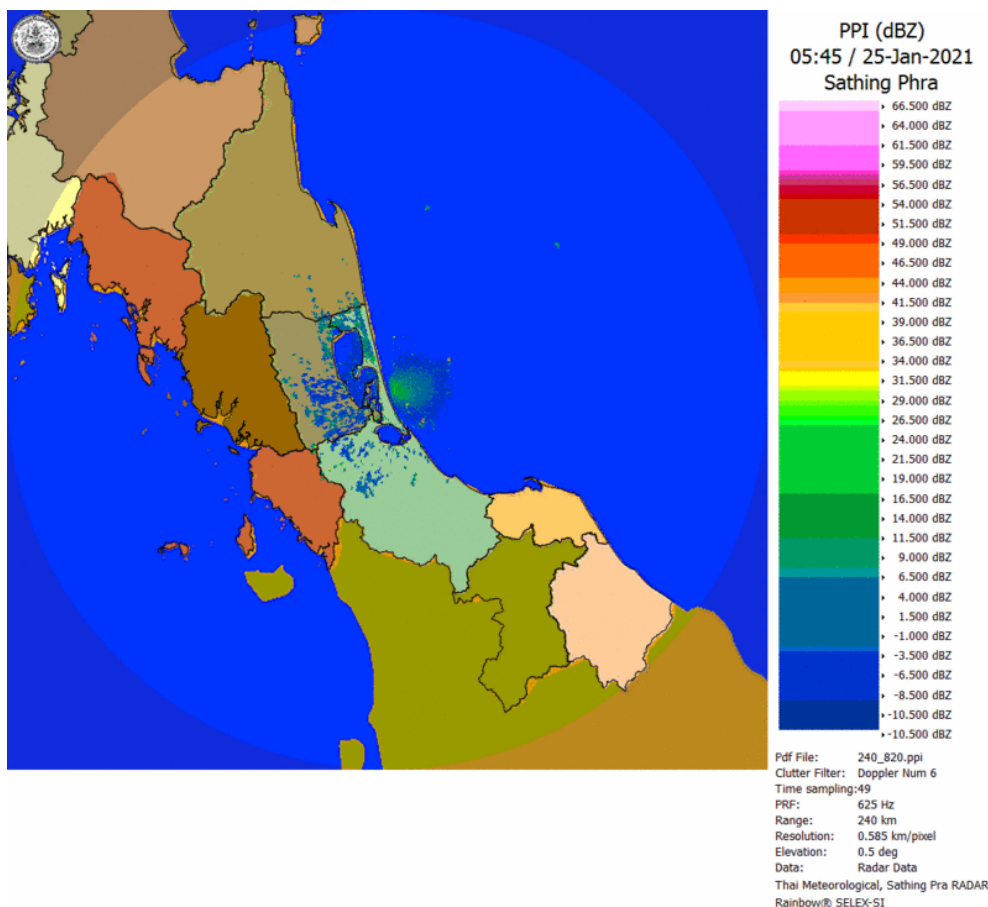 PPI (dBZ)
05:45 / 25-Jan-2021
Sathing Phra
66.500 dBZ
64.000 dBZ
61.500 dBZ
59.500 dBZ
56.500 dBZ
54.000 dBZ
51.500 dBZ
49.000 dBZ
46.500 dBZ
44.000 dBZ
41.500 dBZ
39.000 dBZ
36.500 dBZ
34.000 dBZ
31.500 dBZ
29.000 dBZ
26.500 dBZ
24.000 dBZ
21.500 dBZ
19.000 dBZ
16.500 dBZ
14.000 dBZ
11.500 dBZ
9.000 dBZ
6.500 dBZ
4.000 dBZ
1.500 dBZ
-1.000 dBZ
-3.500 dBZ
-6.500 dBZ
-8.500 dBZ
-10.500 dBZ
-10.500 dBZ
Pdf File: 240_820.ppi
Clutter Filter: Doppler Num 6
Time sampling:49
PRF: 625 Hz
Range: 240 km
Resolution: 0.585 km/pixel
Elevation: 0.5 deg
Data: Radar Data
Thai Meteorological, Sathing Pra RADAR
Rainbow® SELEX-SI